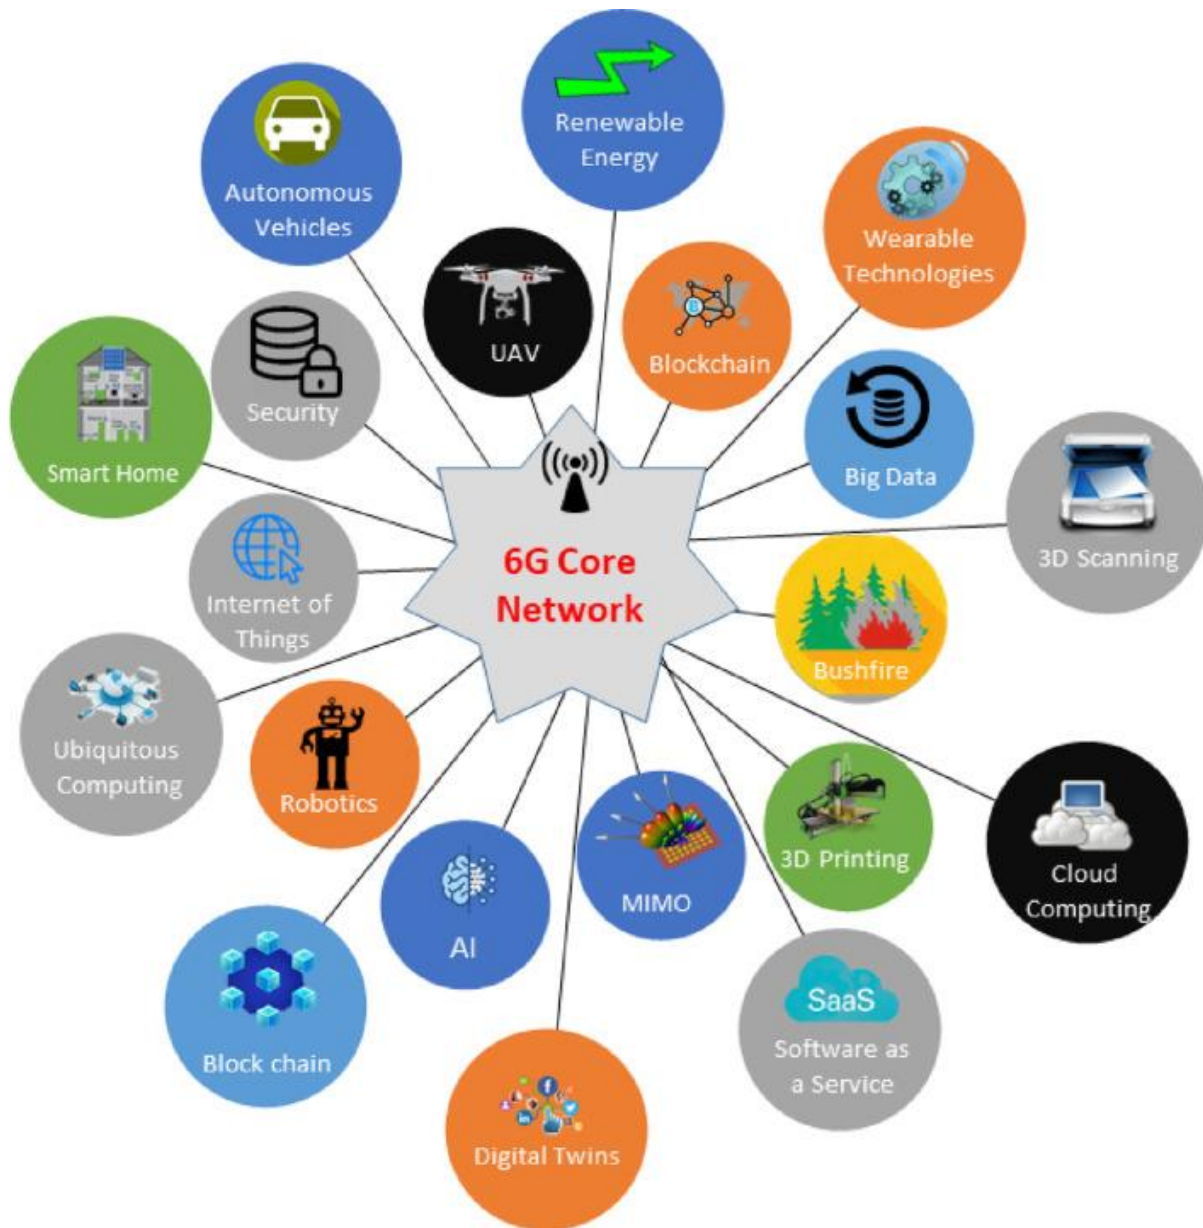 Renewable
Energy
Autonomous
Vehicles
Wearable
Technologies
UAV
B
Blockchain
Security
Smart Home
Big Data
3D Scanning
6G Core
Network
Internet of
Things
Bushfire
Ubiquitous
Computing
Robotics
3D Printing
Cloud
Computing
MIMO
AI
SaaS
Software as
a Service
Block chain
f
in
Digital Twins